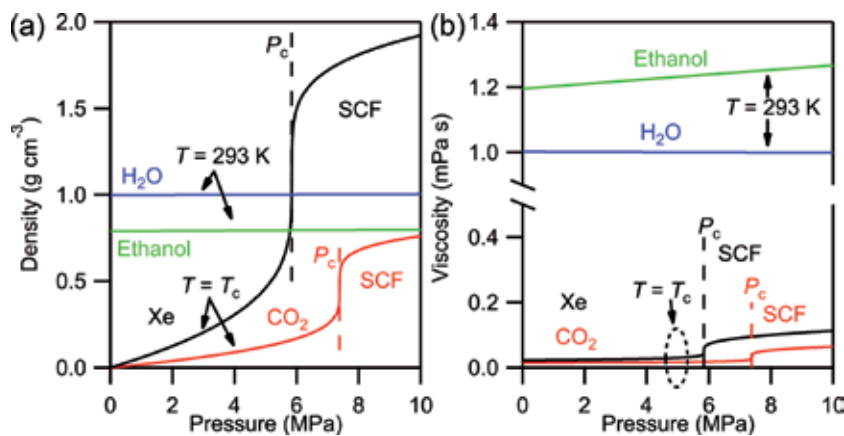 (a)
2.0
1.5
1.0
0.5
0.0
Density (g cm⁻³)
0 2 4 6 8 10
Pressure (MPa)
Pc
SCF
T = 293 K
H₂O
Ethanol
Pc
T = Tc
SCF
Xe
CO₂
(b)
1.4
1.2
1.0
0.4
0.2
0.0
Viscosity (mPa s)
0 2 4 6 8 10
Pressure (MPa)
Ethanol
T = 293 K
H₂O
Pc
SCF
T = Tc
Pc
Xe
SCF
CO₂